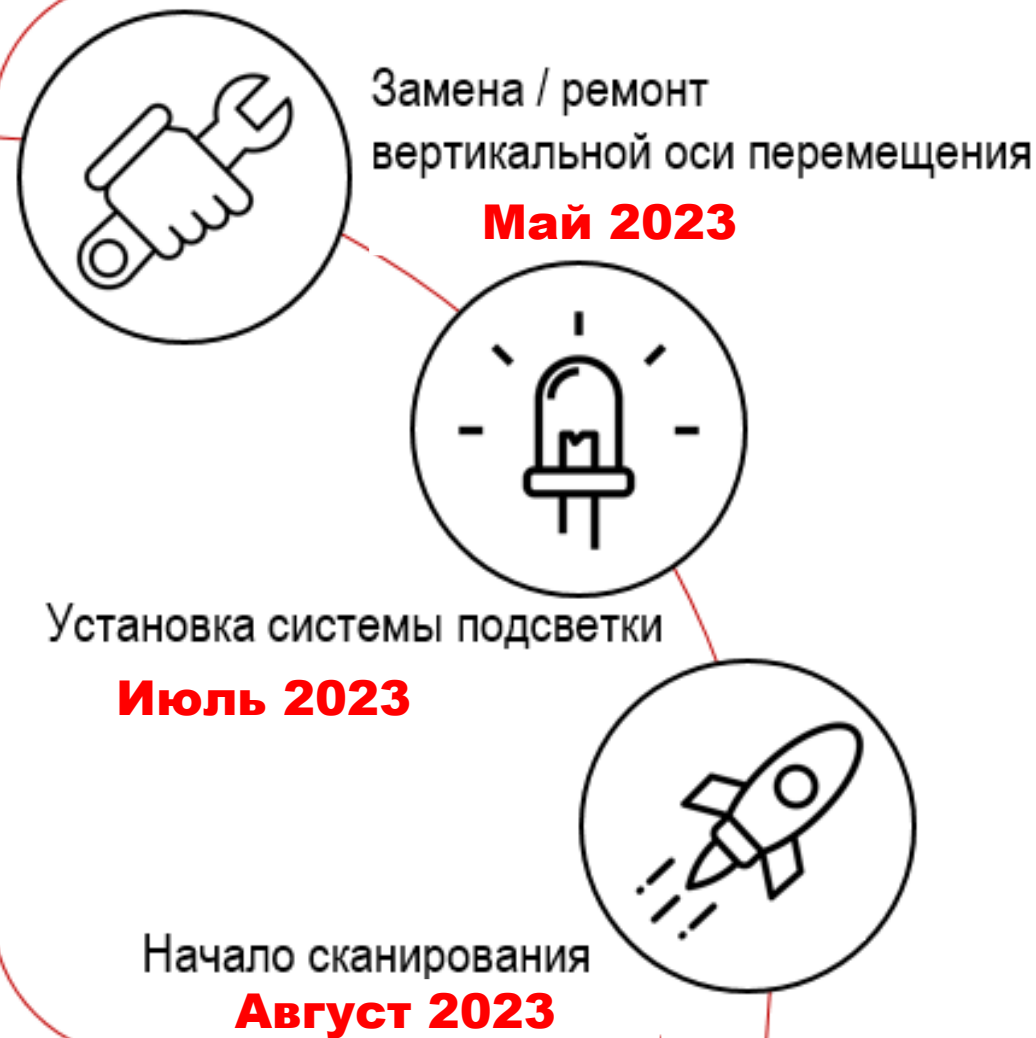 Замена / ремонт
вертикальной оси перемещения
Май 2023
Установка системы подсветки
Июль 2023
Начало сканирования
Август 2023